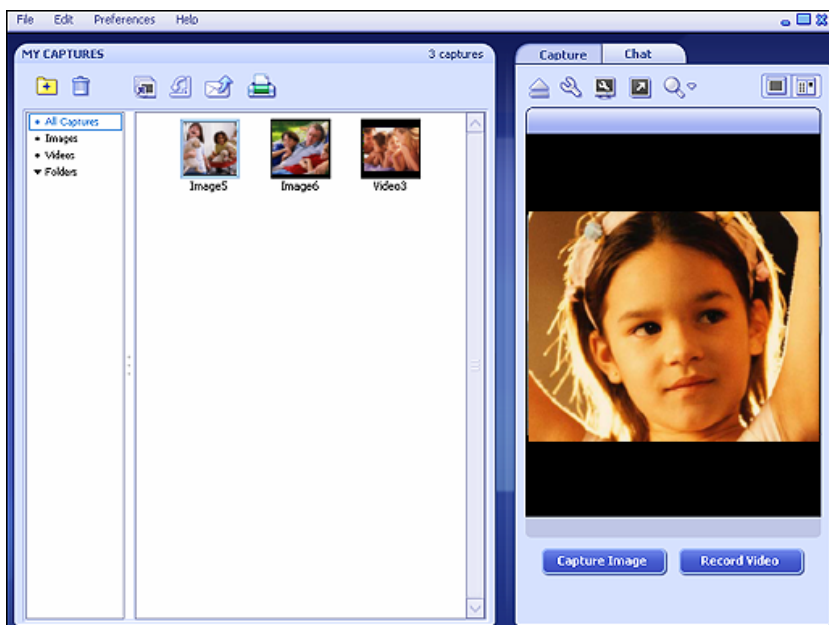 File Edit Preferences Help
MY CAPTURES 3 captures
Capture Chat
All Captures
Images
Videos
Folders
Image5 Image6 Video3
Capture Image Record Video